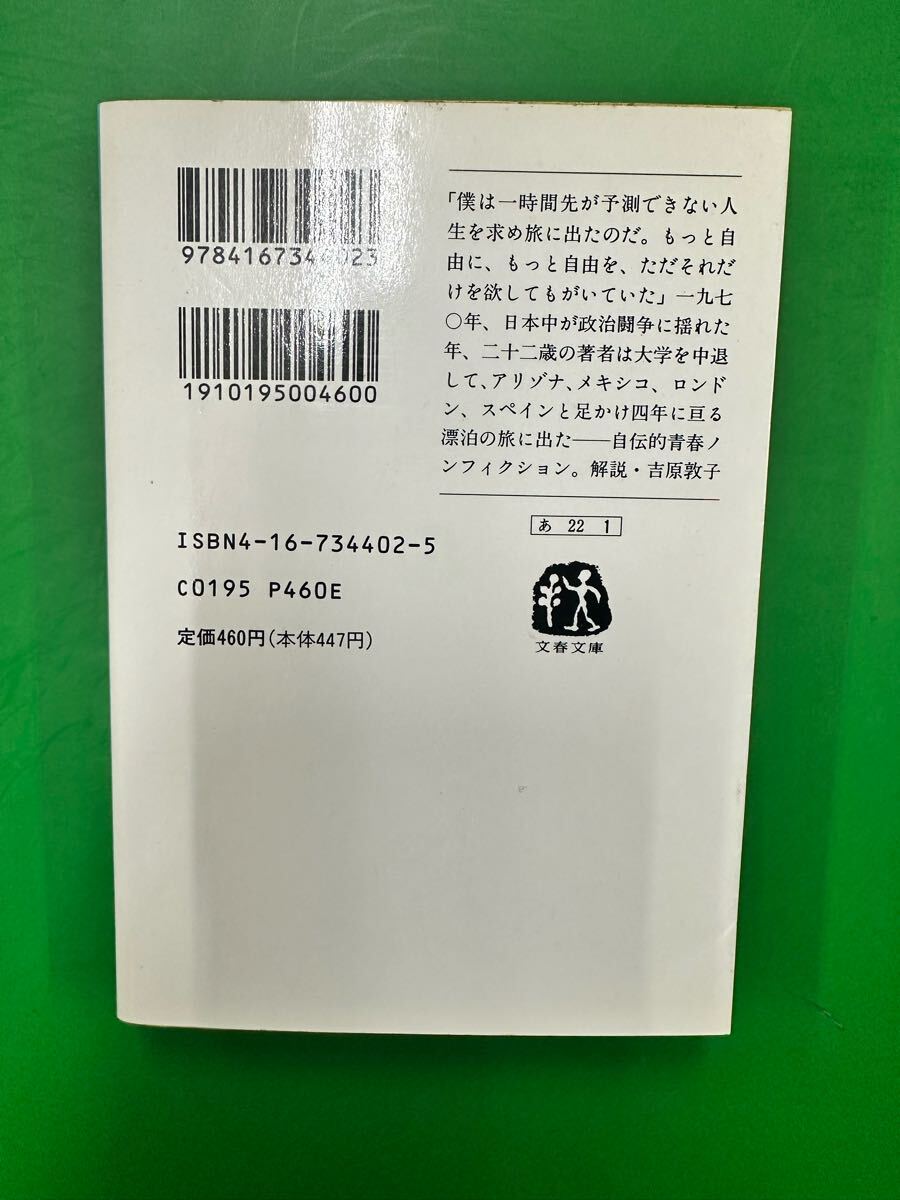 9784167344023
1910195004600
「僕は一時間先が予測できない人
生を求め旅に出たのだ。もっと自
由に、もっと自由を、ただそれだ
けを欲してもがいていた」一九七
〇年、日本中が政治闘争に揺れた
年、二十二歳の著者は大学を中退
して、アリゾナ、メキシコ、ロンド
ン、スペインと足かけ四年に亘る
漂泊の旅に出た──自伝的青春ノ
ンフィクション。解説・吉原敦子
ISBN4-16-734402-5
C0195 P460E
定価460円(本体447円)
あ 22 1
文春文庫